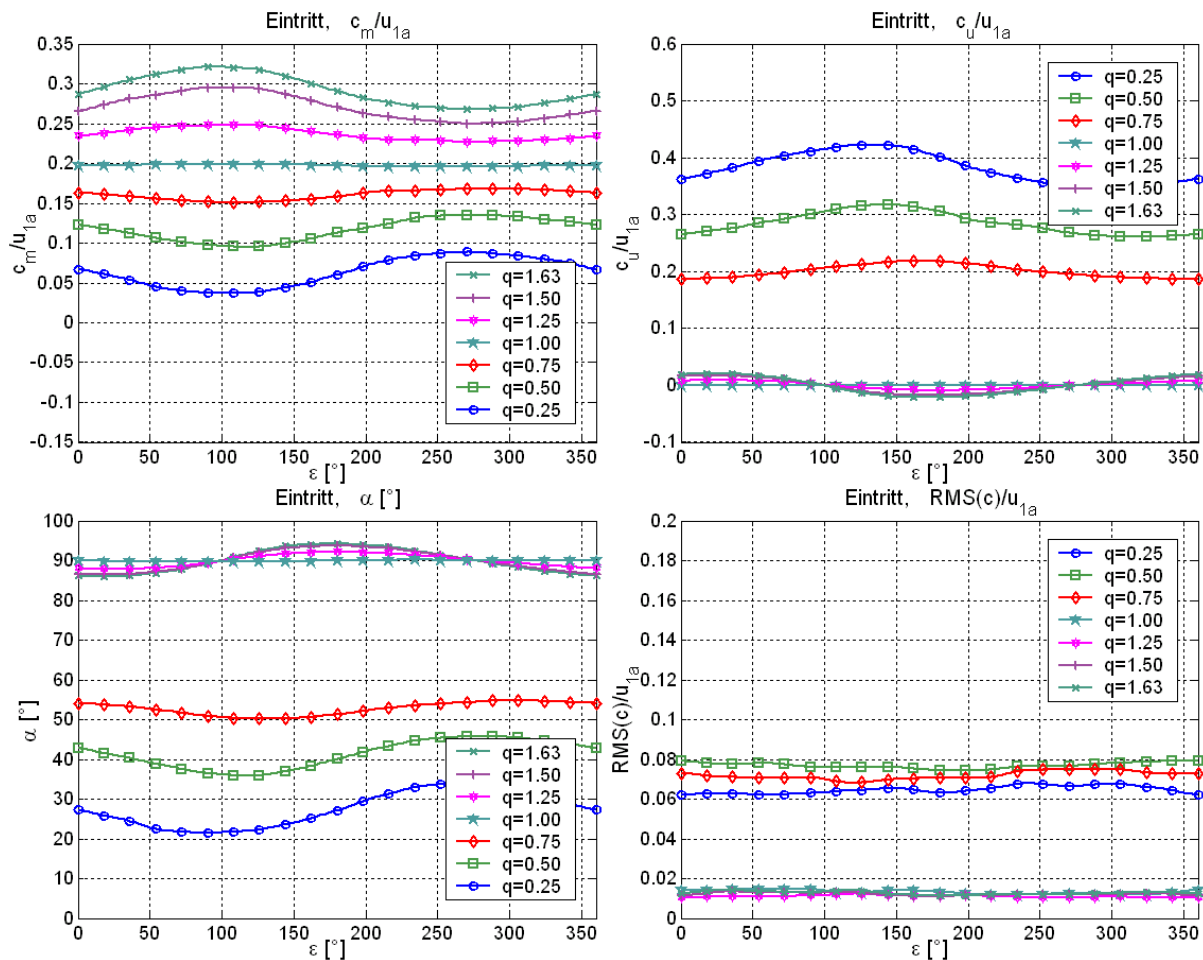 Eintritt, c_m/u_1a
0.35
0.3
0.25
0.2
0.15
0.1
0.05
0
-0.05
-0.1
-0.15
c_m/u_1a
q=1.63
q=1.50
q=1.25
q=1.00
q=0.75
q=0.50
q=0.25
0 50 100 150 200 250 300 350
ε [°]
Eintritt, c_u/u_1a
0.6
0.5
0.4
0.3
0.2
0.1
0
-0.1
c_u/u_1a
q=0.25
q=0.50
q=0.75
q=1.00
q=1.25
q=1.50
q=1.63
0 50 100 150 200 250 300 350
ε [°]
Eintritt, α [°]
100
90
80
70
60
50
40
30
20
10
0
α [°]
q=1.63
q=1.50
q=1.25
q=1.00
q=0.75
q=0.50
q=0.25
0 50 100 150 200 250 300 350
ε [°]
Eintritt, RMS(c)/u_1a
0.2
0.18
0.16
0.14
0.12
0.1
0.08
0.06
0.04
0.02
0
RMS(c)/u_1a
q=0.25
q=0.50
q=0.75
q=1.00
q=1.25
q=1.50
q=1.63
0 50 100 150 200 250 300 350
ε [°]